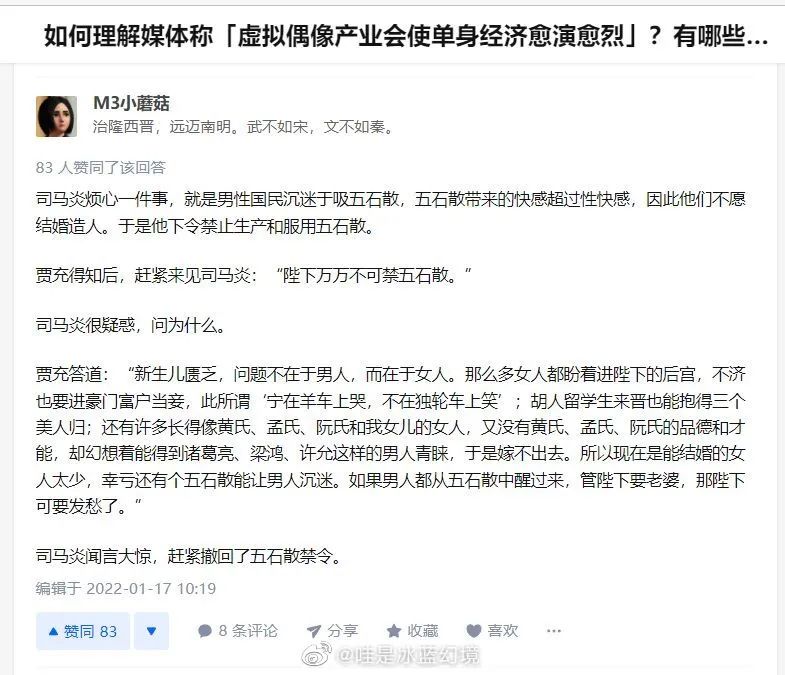 如何理解媒体称「虚拟偶像产业会使单身经济愈演愈烈」？有哪些...
M3小蘑菇
治隆西晋，远迈南明。武不如宋，文不如秦。
83 人赞同了该回答
司马炎烦心一件事，就是男性国民沉迷于吸五石散，五石散带来的快感超过性快感，因此他们不愿
结婚造人。于是他下令禁止生产和服用五石散。
贾充得知后，赶紧来见司马炎：“陛下万万不可禁五石散。”
司马炎很疑惑，问为什么。
贾充答道：“新生儿匮乏，问题不在于男人，而在于女人。那么多女人都盼着进陛下的后宫，不济
也要进豪门富户当妾，此所谓‘宁在羊车上哭，不在独轮车上笑’；胡人留学生来晋也能抱得三个
美人归；还有许多长得像黄氏、孟氏、阮氏和我女儿的女人，又没有黄氏、孟氏、阮氏的品德和才
能，却幻想着能得到诸葛亮、梁鸿、许允这样的男人青睐，于是嫁不出去。所以现在是能结婚的女
人太少，幸亏还有个五石散能让男人沉迷。如果男人都从五石散中醒过来，管陛下要老婆，那陛下
可要发愁了。”
司马炎闻言大惊，赶紧撤回了五石散禁令。
编辑于 2022-01-17 10:19
赞同 83 8 条评论 分享 收藏 喜欢 ...
@哇是冰蓝幻境